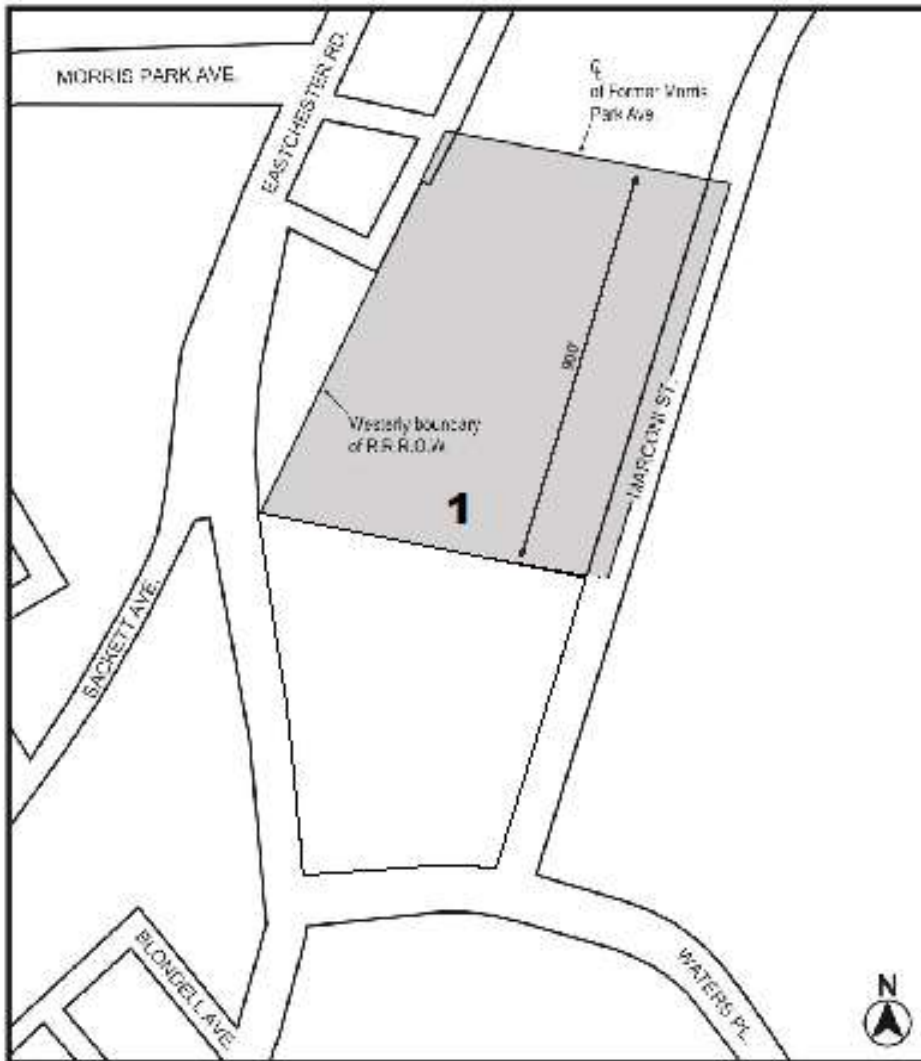 MORRIS PARK AVE.
EASTCHESTER RD.
℄
of Former Morris
Park Ave
900'
Westerly boundary
of R.R.R.O.W.
MARCONI ST.
1
SACKETT AVE.
BLONDELL AVE.
WATERS PL.
N